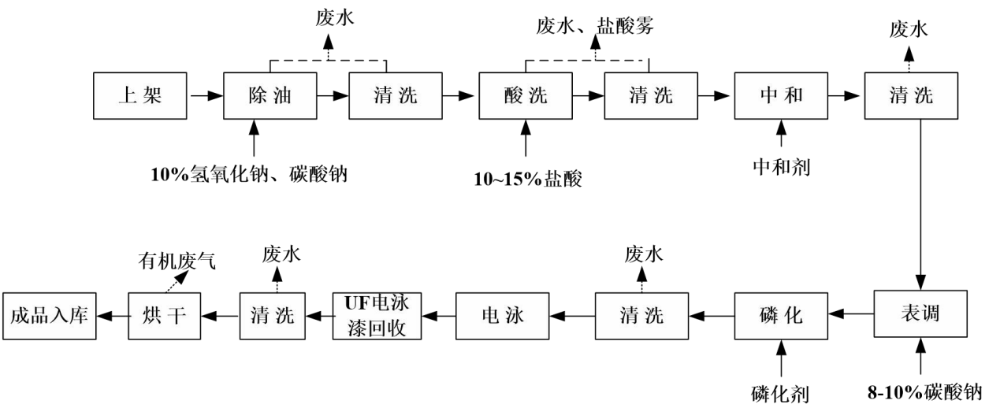 废水
废水、盐酸雾
废水
上架
除油
清洗
酸洗
清洗
中和
清洗
10%氢氧化钠、碳酸钠
10~15%盐酸
中和剂
有机废气
废水
废水
成品入库
烘干
清洗
UF电泳
漆回收
电泳
清洗
磷化
表调
磷化剂
8-10%碳酸钠